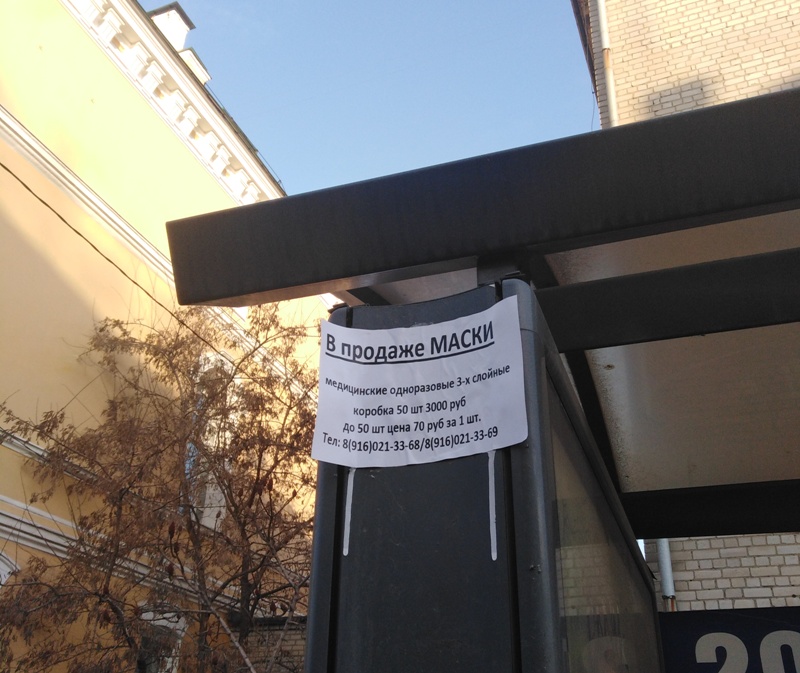 В продаже МАСКИ
медицинские одноразовые 3-х слойные
коробка 50 шт 3000 руб
до 50 шт цена 70 руб за 1 шт.
Тел: 8(916)021-33-68/8(916)021-33-69
20